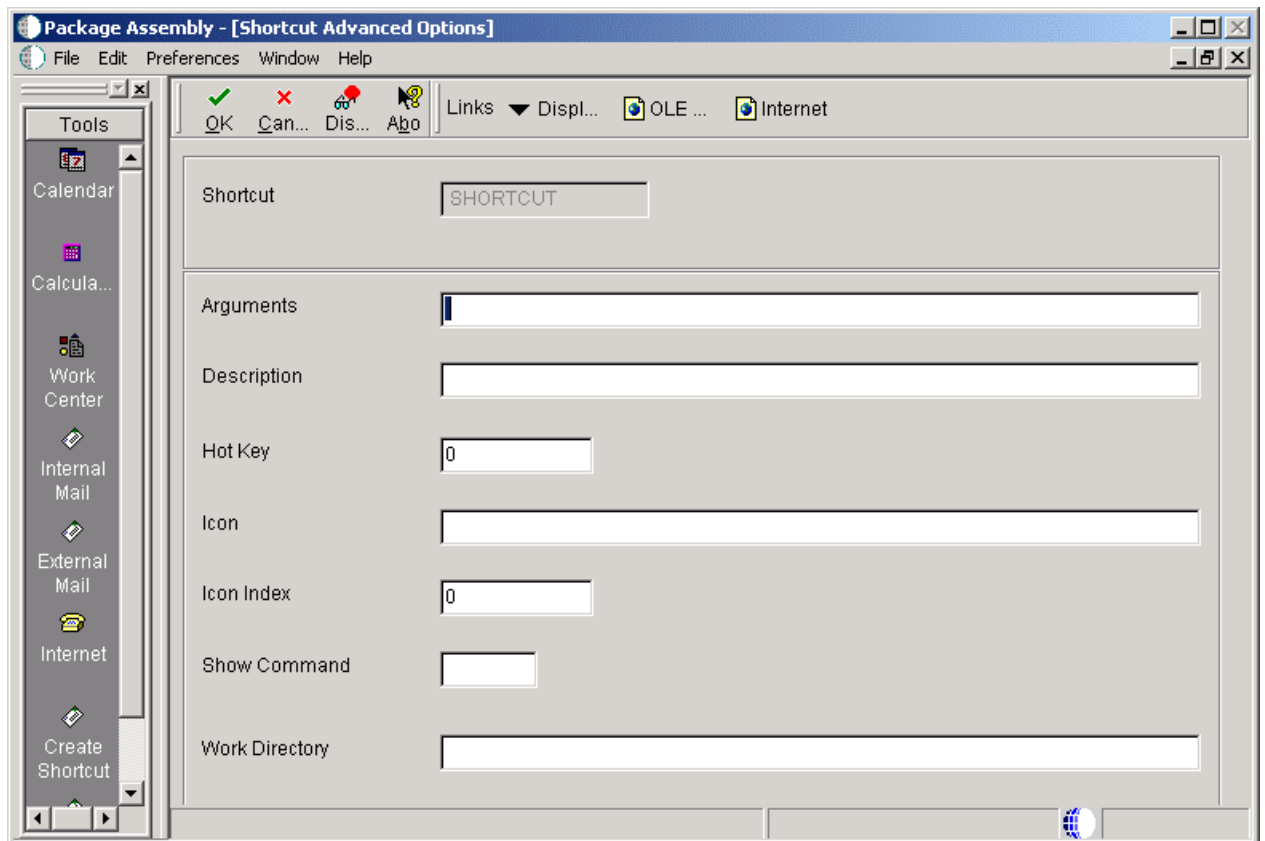 Package Assembly - [Shortcut Advanced Options]
File Edit Preferences Window Help
Tools
OK Can... Dis... Abo
Links Displ... OLE ... Internet
Calendar
Calcula...
Work
Center
Internal
Mail
External
Mail
Internet
Create
Shortcut
Shortcut SHORTCUT
Arguments
Description
Hot Key 0
Icon
Icon Index 0
Show Command
Work Directory